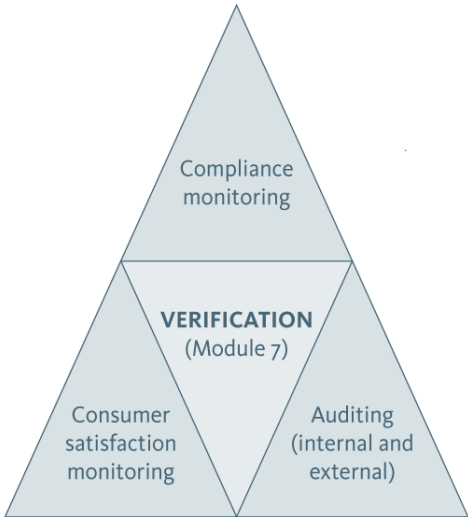 Compliance
monitoring
VERIFICATION
(Module 7)
Consumer
satisfaction
monitoring
Auditing
(internal and
external)